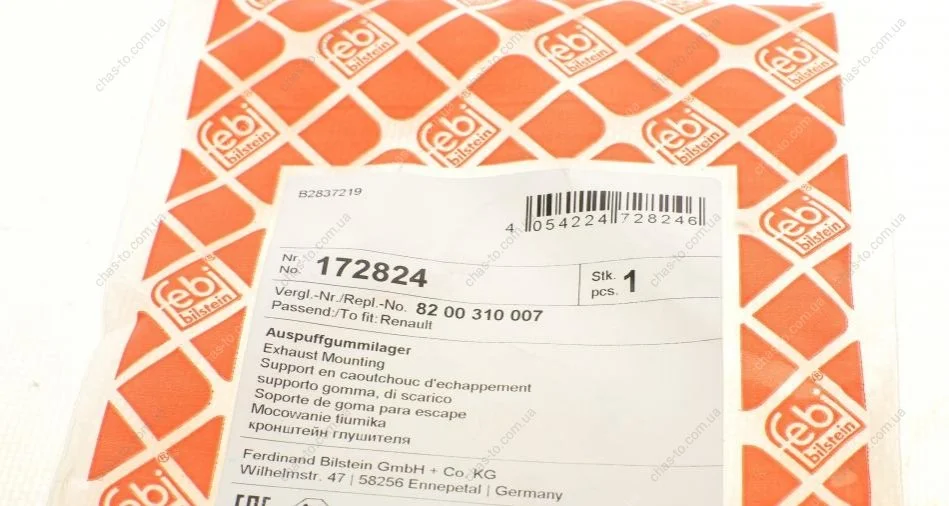 febi
bilstein
B2837219
4 054224 728246
Nr.
No. 172824
Stk.
pcs. 1
Vergl.-Nr./Repl.-No. 82 00 310 007
Passend:/To fit: Renault
Auspuffgummilager
Exhaust Mounting
Support en caoutchouc d'echappement
supporto gomma, di scarico
Soporte de goma para escape
Mocowanie tłumika
кронштейн глушителя
Ferdinand Bilstein GmbH + Co. KG
Wilhelmstr. 47 | 58256 Ennepetal | Germany
chas-to.com.ua